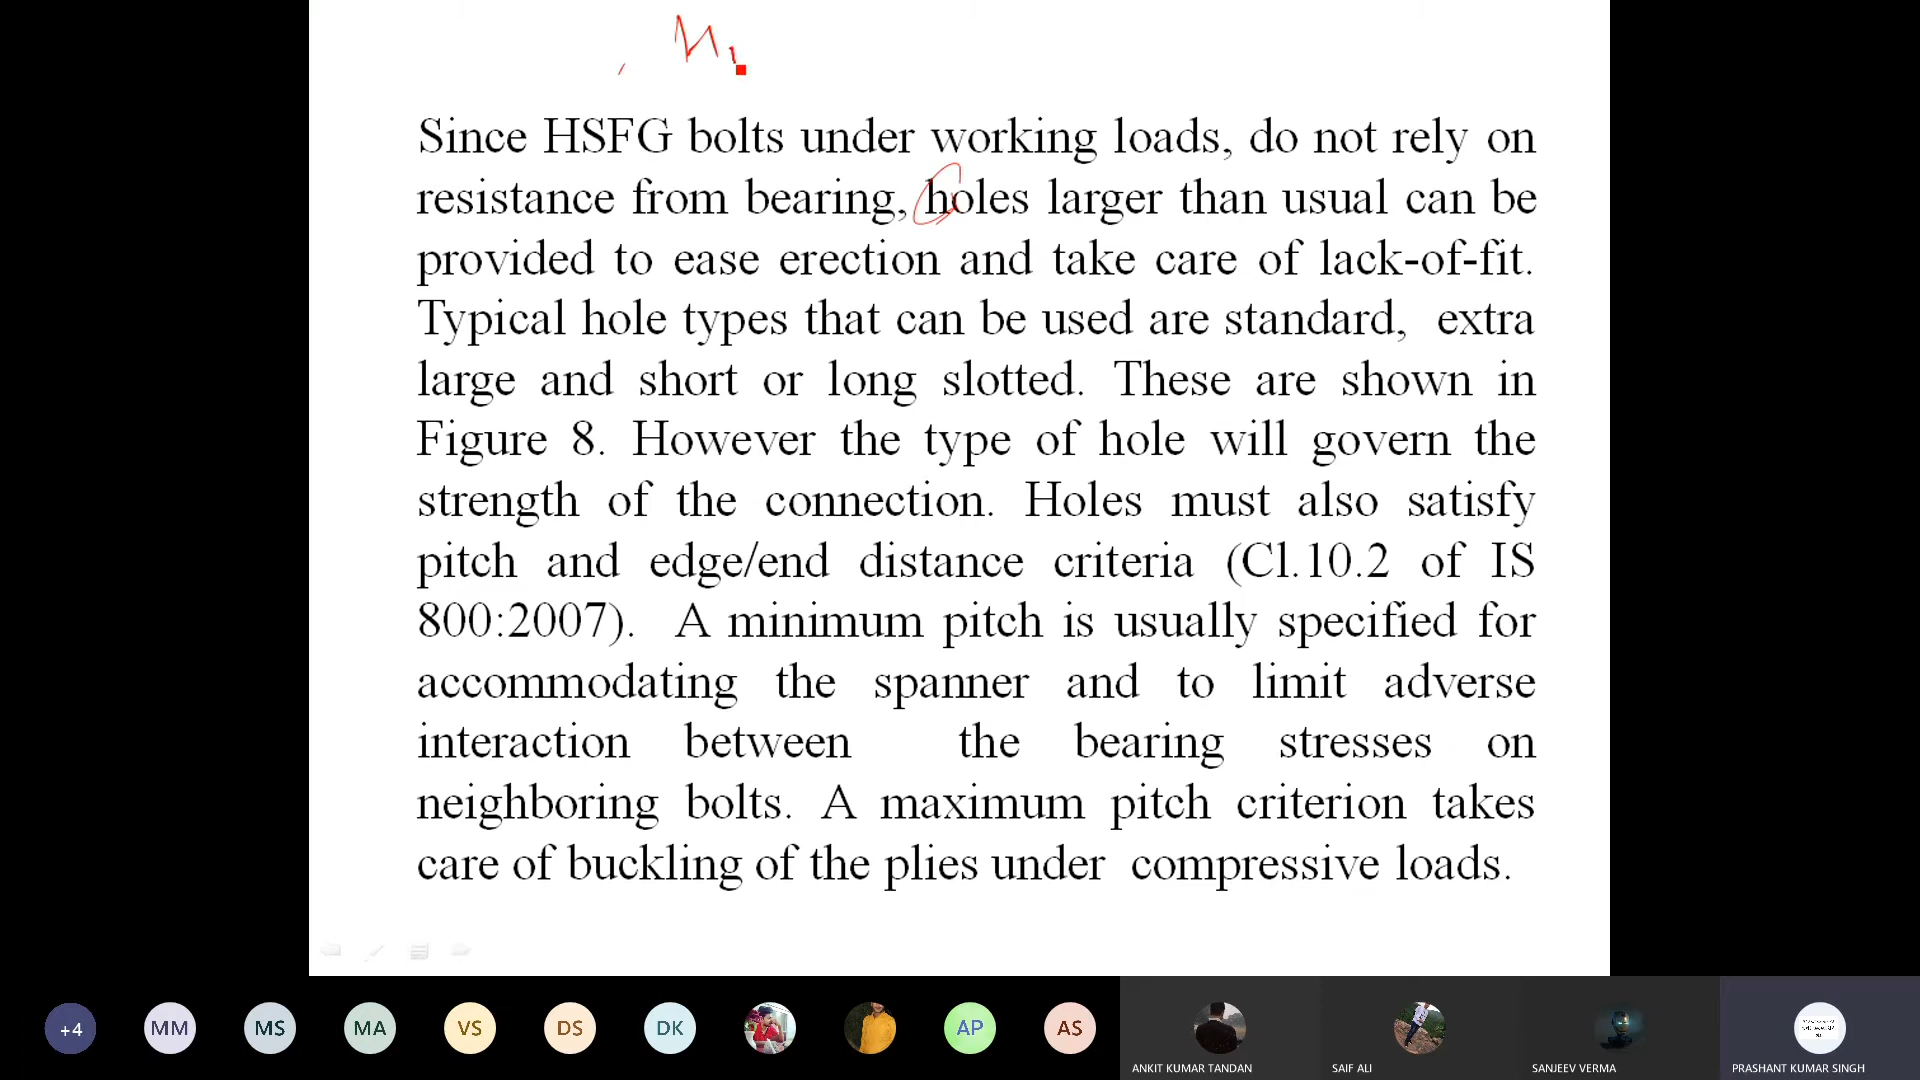 Since HSFG bolts under working loads, do not rely on
resistance from bearing, holes larger than usual can be
provided to ease erection and take care of lack-of-fit.
Typical hole types that can be used are standard, extra
large and short or long slotted. These are shown in
Figure 8. However the type of hole will govern the
strength of the connection. Holes must also satisfy
pitch and edge/end distance criteria (Cl.10.2 of IS
800:2007). A minimum pitch is usually specified for
accommodating the spanner and to limit adverse
interaction between the bearing stresses on
neighboring bolts. A maximum pitch criterion takes
care of buckling of the plies under compressive loads.
+4 MM MS MA VS DS DK AP AS
ANKIT KUMAR TANDAN SAIF ALI SANJEEV VERMA PRASHANT KUMAR SINGH